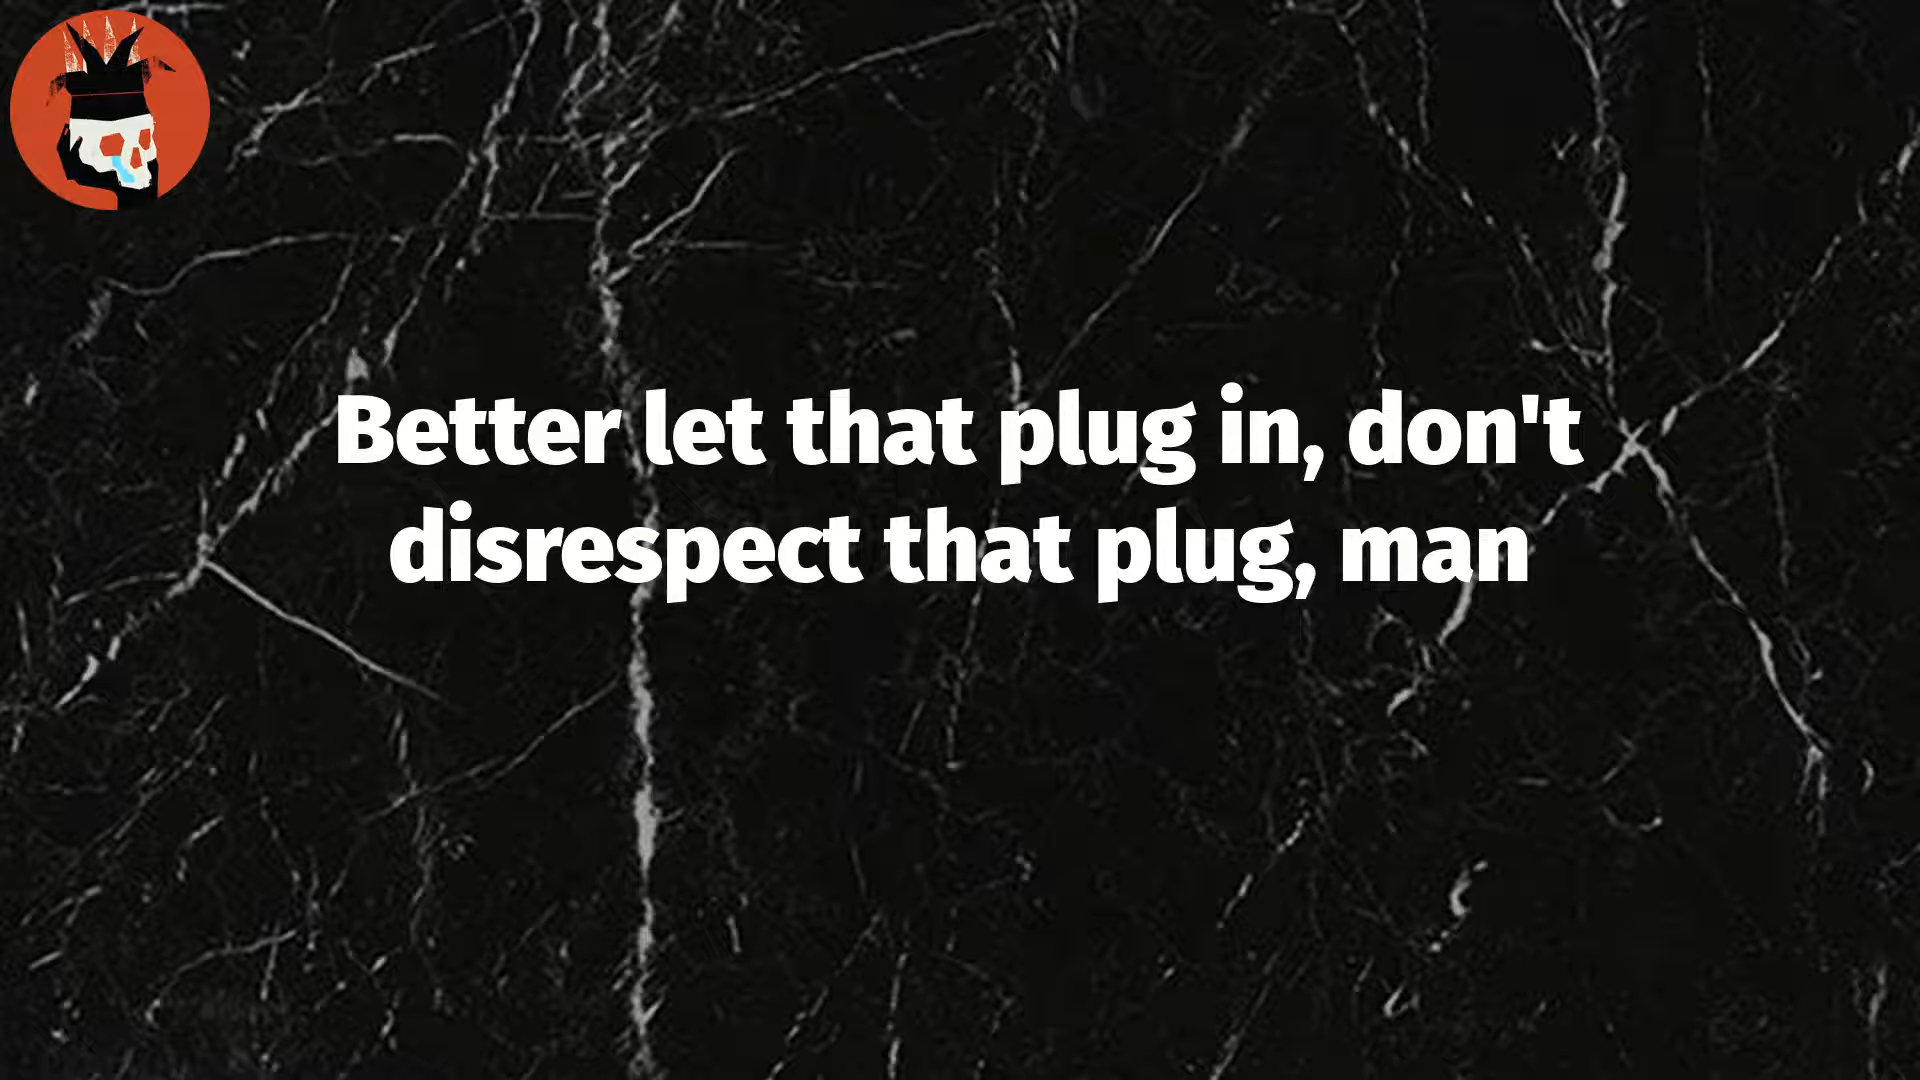 Better let that plug in, don't
disrespect that plug, man